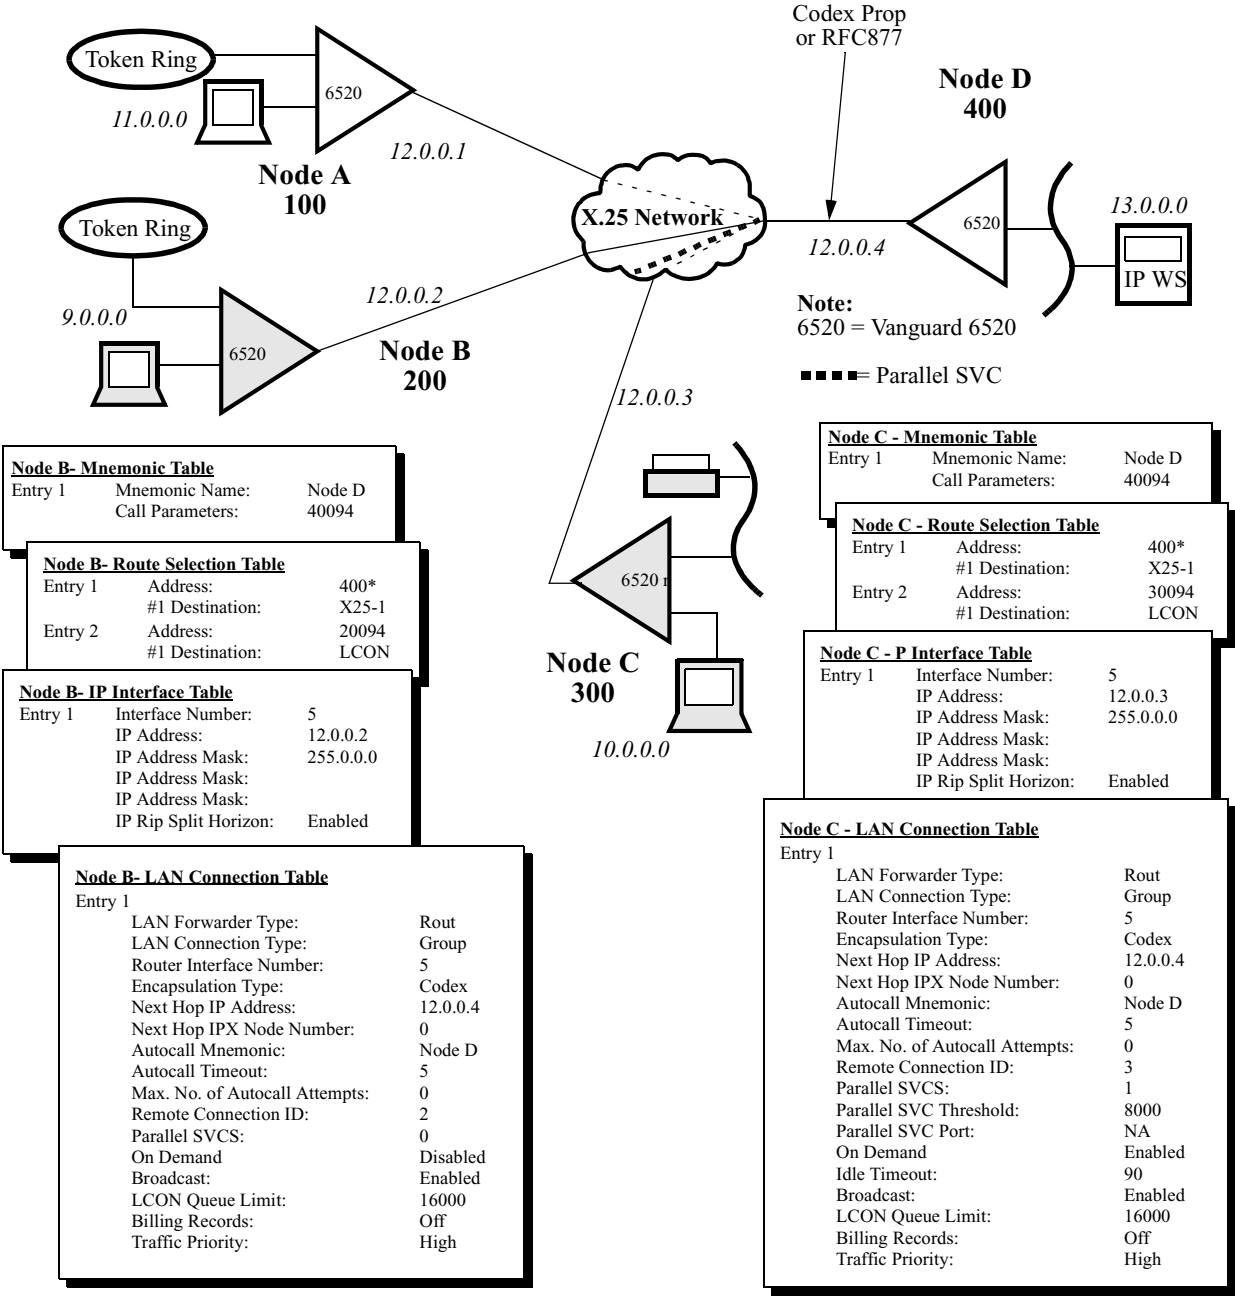 Codex Prop
or RFC877
Token Ring
6520
11.0.0.0
12.0.0.1
Node A
100
Node D
400
X.25 Network
6520
12.0.0.4
13.0.0.0
IP WS
Token Ring
9.0.0.0
6520
12.0.0.2
Node B
200
Note:
6520 = Vanguard 6520
= Parallel SVC
12.0.0.3
6520 r
Node C
300
10.0.0.0
Node B- Mnemonic Table
Entry 1 Mnemonic Name: Node D
Call Parameters: 40094
Node B- Route Selection Table
Entry 1 Address: 400*
#1 Destination: X25-1
Entry 2 Address: 20094
#1 Destination: LCON
Node B- IP Interface Table
Entry 1 Interface Number: 5
IP Address: 12.0.0.2
IP Address Mask: 255.0.0.0
IP Address Mask:
IP Address Mask:
IP Rip Split Horizon: Enabled
Node B- LAN Connection Table
Entry 1
LAN Forwarder Type: Rout
LAN Connection Type: Group
Router Interface Number: 5
Encapsulation Type: Codex
Next Hop IP Address: 12.0.0.4
Next Hop IPX Node Number: 0
Autocall Mnemonic: Node D
Autocall Timeout: 5
Max. No. of Autocall Attempts: 0
Remote Connection ID: 2
Parallel SVCS: 0
On Demand Disabled
Broadcast: Enabled
LCON Queue Limit: 16000
Billing Records: Off
Traffic Priority: High
Node C - Mnemonic Table
Entry 1 Mnemonic Name: Node D
Call Parameters: 40094
Node C - Route Selection Table
Entry 1 Address: 400*
#1 Destination: X25-1
Entry 2 Address: 30094
#1 Destination: LCON
Node C - P Interface Table
Entry 1 Interface Number: 5
IP Address: 12.0.0.3
IP Address Mask: 255.0.0.0
IP Address Mask:
IP Address Mask:
IP Rip Split Horizon: Enabled
Node C - LAN Connection Table
Entry 1
LAN Forwarder Type: Rout
LAN Connection Type: Group
Router Interface Number: 5
Encapsulation Type: Codex
Next Hop IP Address: 12.0.0.4
Next Hop IPX Node Number: 0
Autocall Mnemonic: Node D
Autocall Timeout: 5
Max. No. of Autocall Attempts: 0
Remote Connection ID: 3
Parallel SVCS: 1
Parallel SVC Threshold: 8000
Parallel SVC Port: NA
On Demand Enabled
Idle Timeout: 90
Broadcast: Enabled
LCON Queue Limit: 16000
Billing Records: Off
Traffic Priority: High